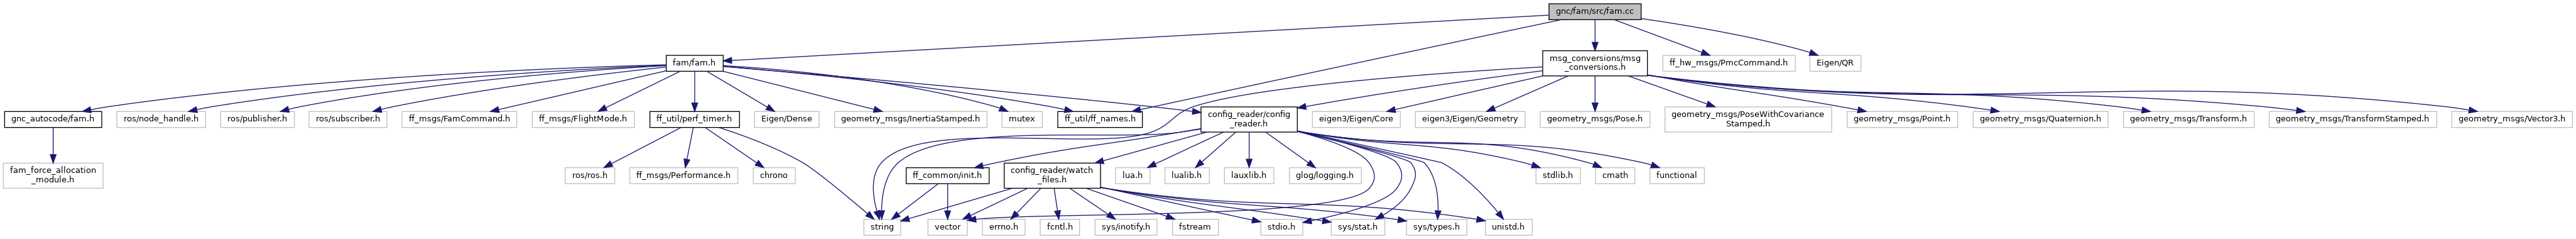 gnc/fam/src/fam.cc
fam/fam.h
msg_conversions/msg
_conversions.h
ff_hw_msgs/PmcCommand.h
Eigen/QR
gnc_autocode/fam.h
ros/node_handle.h
ros/publisher.h
ros/subscriber.h
ff_msgs/FamCommand.h
ff_msgs/FlightMode.h
ff_util/perf_timer.h
Eigen/Dense
geometry_msgs/InertiaStamped.h
mutex
ff_util/ff_names.h
config_reader/config
_reader.h
eigen3/Eigen/Core
eigen3/Eigen/Geometry
geometry_msgs/Pose.h
geometry_msgs/PoseWithCovariance
Stamped.h
geometry_msgs/Point.h
geometry_msgs/Quaternion.h
geometry_msgs/Transform.h
geometry_msgs/TransformStamped.h
geometry_msgs/Vector3.h
fam_force_allocation
_module.h
ros/ros.h
ff_msgs/Performance.h
chrono
ff_common/init.h
config_reader/watch
_files.h
lua.h
lualib.h
lauxlib.h
glog/logging.h
stdlib.h
cmath
functional
string
vector
errno.h
fcntl.h
sys/inotify.h
fstream
stdio.h
sys/stat.h
sys/types.h
unistd.h